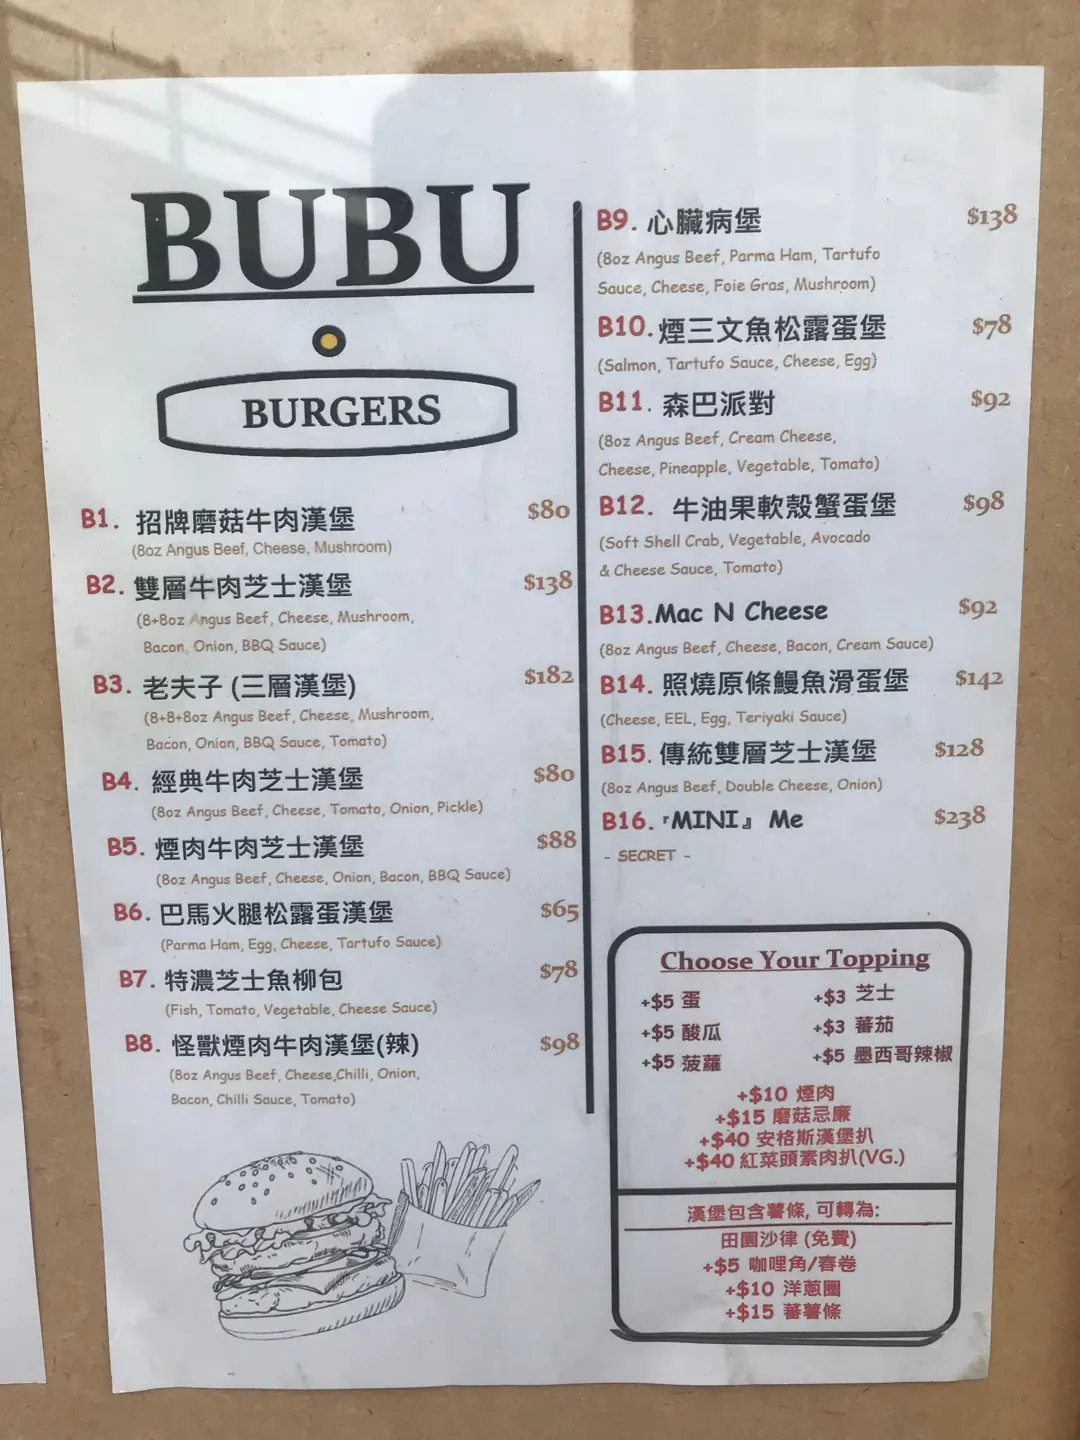 BUBU
BURGERS
B1. 招牌磨菇牛肉漢堡 $80
(8oz Angus Beef, Cheese, Mushroom)
B2. 雙層牛肉芝士漢堡 $138
(8+8oz Angus Beef, Cheese, Mushroom,
Bacon, Onion, BBQ Sauce)
B3. 老夫子 (三層漢堡) $182
(8+8+8oz Angus Beef, Cheese, Mushroom,
Bacon, Onion, BBQ Sauce, Tomato)
B4. 經典牛肉芝士漢堡 $80
(8oz Angus Beef, Cheese, Tomato, Onion, Pickle)
B5. 煙肉牛肉芝士漢堡 $88
(8oz Angus Beef, Cheese, Onion, Bacon, BBQ Sauce)
B6. 巴馬火腿松露蛋漢堡 $65
(Parma Ham, Egg, Cheese, Tartufo Sauce)
B7. 特濃芝士魚柳包 $78
(Fish, Tomato, Vegetable, Cheese Sauce)
B8. 怪獸煙肉牛肉漢堡(辣) $98
(8oz Angus Beef, Cheese,Chilli, Onion,
Bacon, Chilli Sauce, Tomato)
B9. 心臟病堡 $138
(8oz Angus Beef, Parma Ham, Tartufo
Sauce, Cheese, Foie Gras, Mushroom)
B10. 煙三文魚松露蛋堡 $78
(Salmon, Tartufo Sauce, Cheese, Egg)
B11. 森巴派對 $92
(8oz Angus Beef, Cream Cheese,
Cheese, Pineapple, Vegetable, Tomato)
B12. 牛油果軟殼蟹蛋堡 $98
(Soft Shell Crab, Vegetable, Avocado
& Cheese Sauce, Tomato)
B13. Mac N Cheese $92
(8oz Angus Beef, Cheese, Bacon, Cream Sauce)
B14. 照燒原條鰻魚滑蛋堡 $142
(Cheese, EEL, Egg, Teriyaki Sauce)
B15. 傳統雙層芝士漢堡 $128
(8oz Angus Beef, Double Cheese, Onion)
B16. 『MINI』 Me $238
- SECRET -
Choose Your Topping
+$5 蛋 +$3 芝士
+$5 酸瓜 +$3 蕃茄
+$5 菠蘿 +$5 墨西哥辣椒
+$10 煙肉
+$15 磨菇忌廉
+$40 安格斯漢堡扒
+$40 紅菜頭素肉扒(VG.)
漢堡包含薯條, 可轉為:
田園沙律 (免費)
+$5 咖哩角/春卷
+$10 洋蔥圈
+$15 蕃薯條